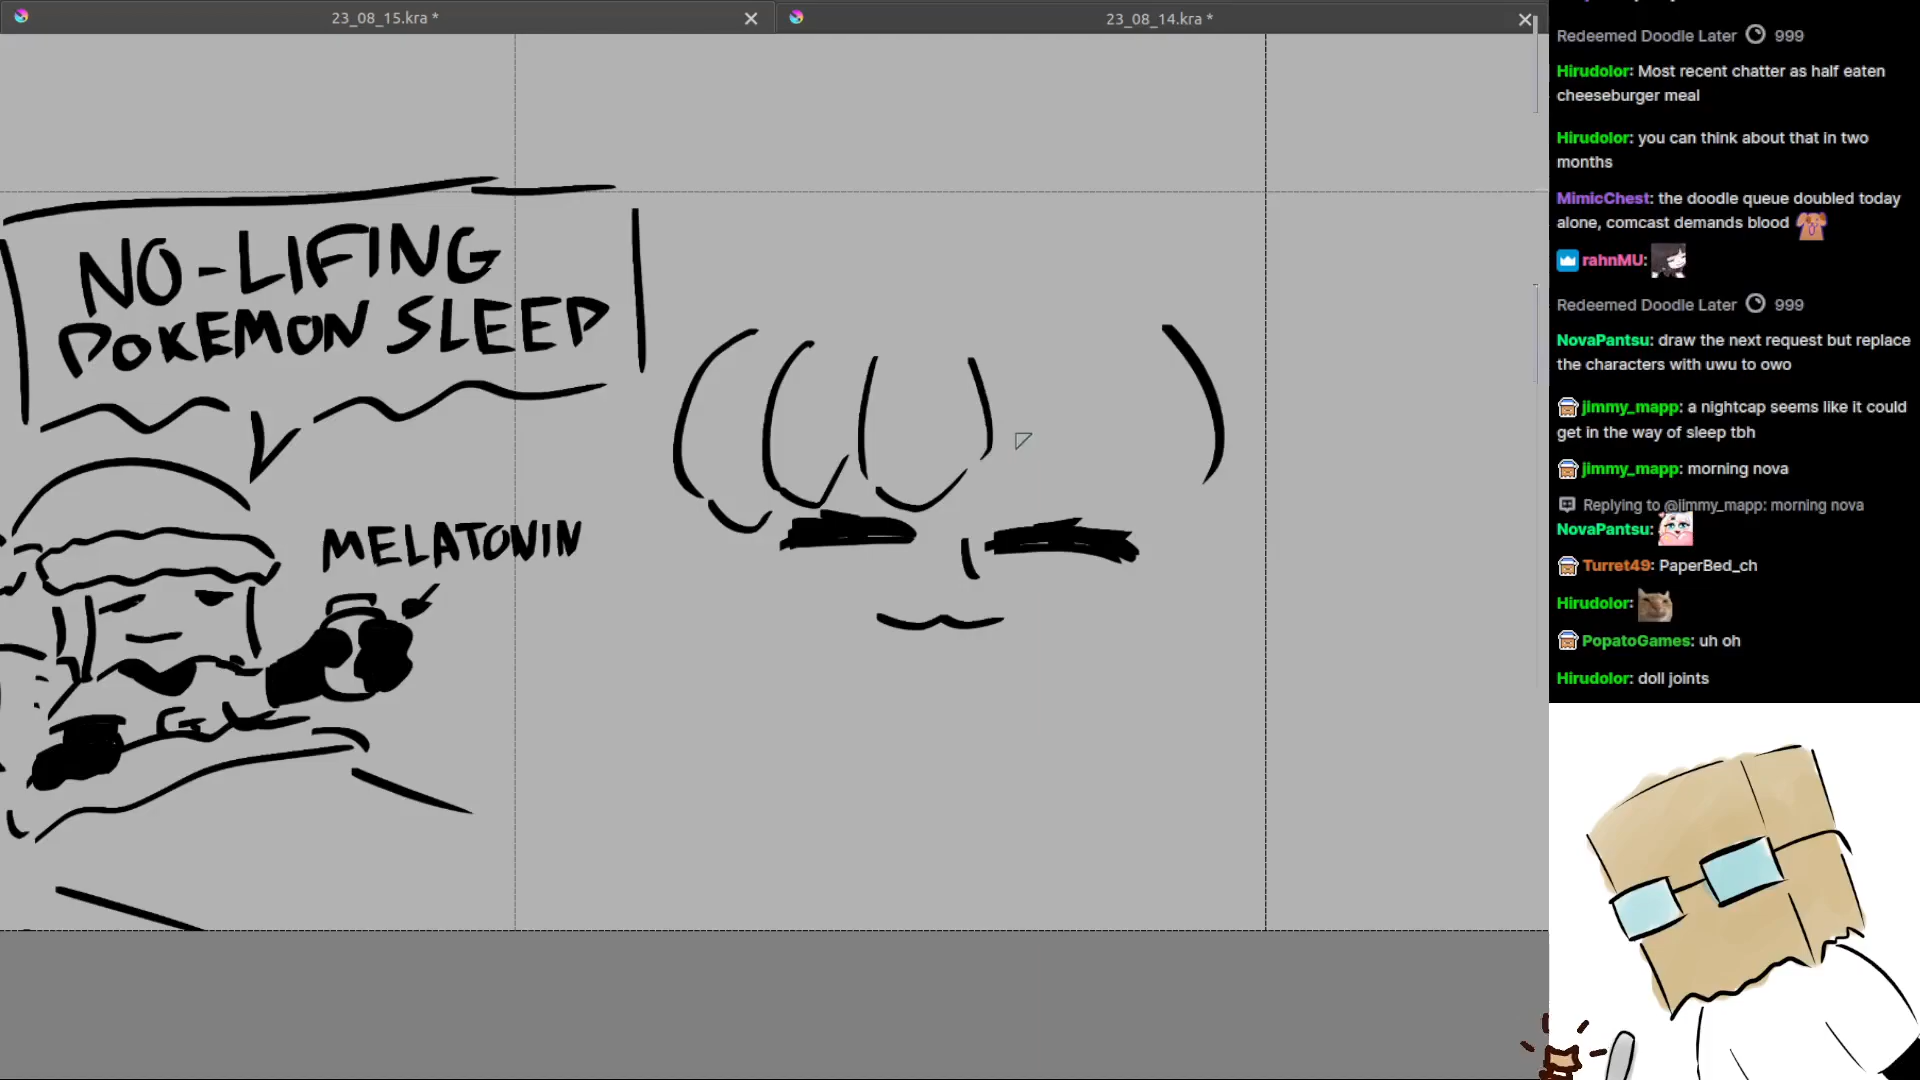 23_08_15.kra *
23_08_14.kra *
NO-LIFING
POKEMON SLEEP
MELATONIN
Redeemed Doodle Later 999
Hirudolor: Most recent chatter as half eaten
cheeseburger meal
Hirudolor: you can think about that in two
months
MimicChest: the doodle queue doubled today
alone, comcast demands blood
rahnMU:
Redeemed Doodle Later 999
NovaPantsu: draw the next request but replace
the characters with uwu to owo
jimmy_mapp: a nightcap seems like it could
get in the way of sleep tbh
jimmy_mapp: morning nova
Replying to @jimmy_mapp: morning nova
NovaPantsu:
Turret49: PaperBed_ch
Hirudolor:
PopatoGames: uh oh
Hirudolor: doll joints